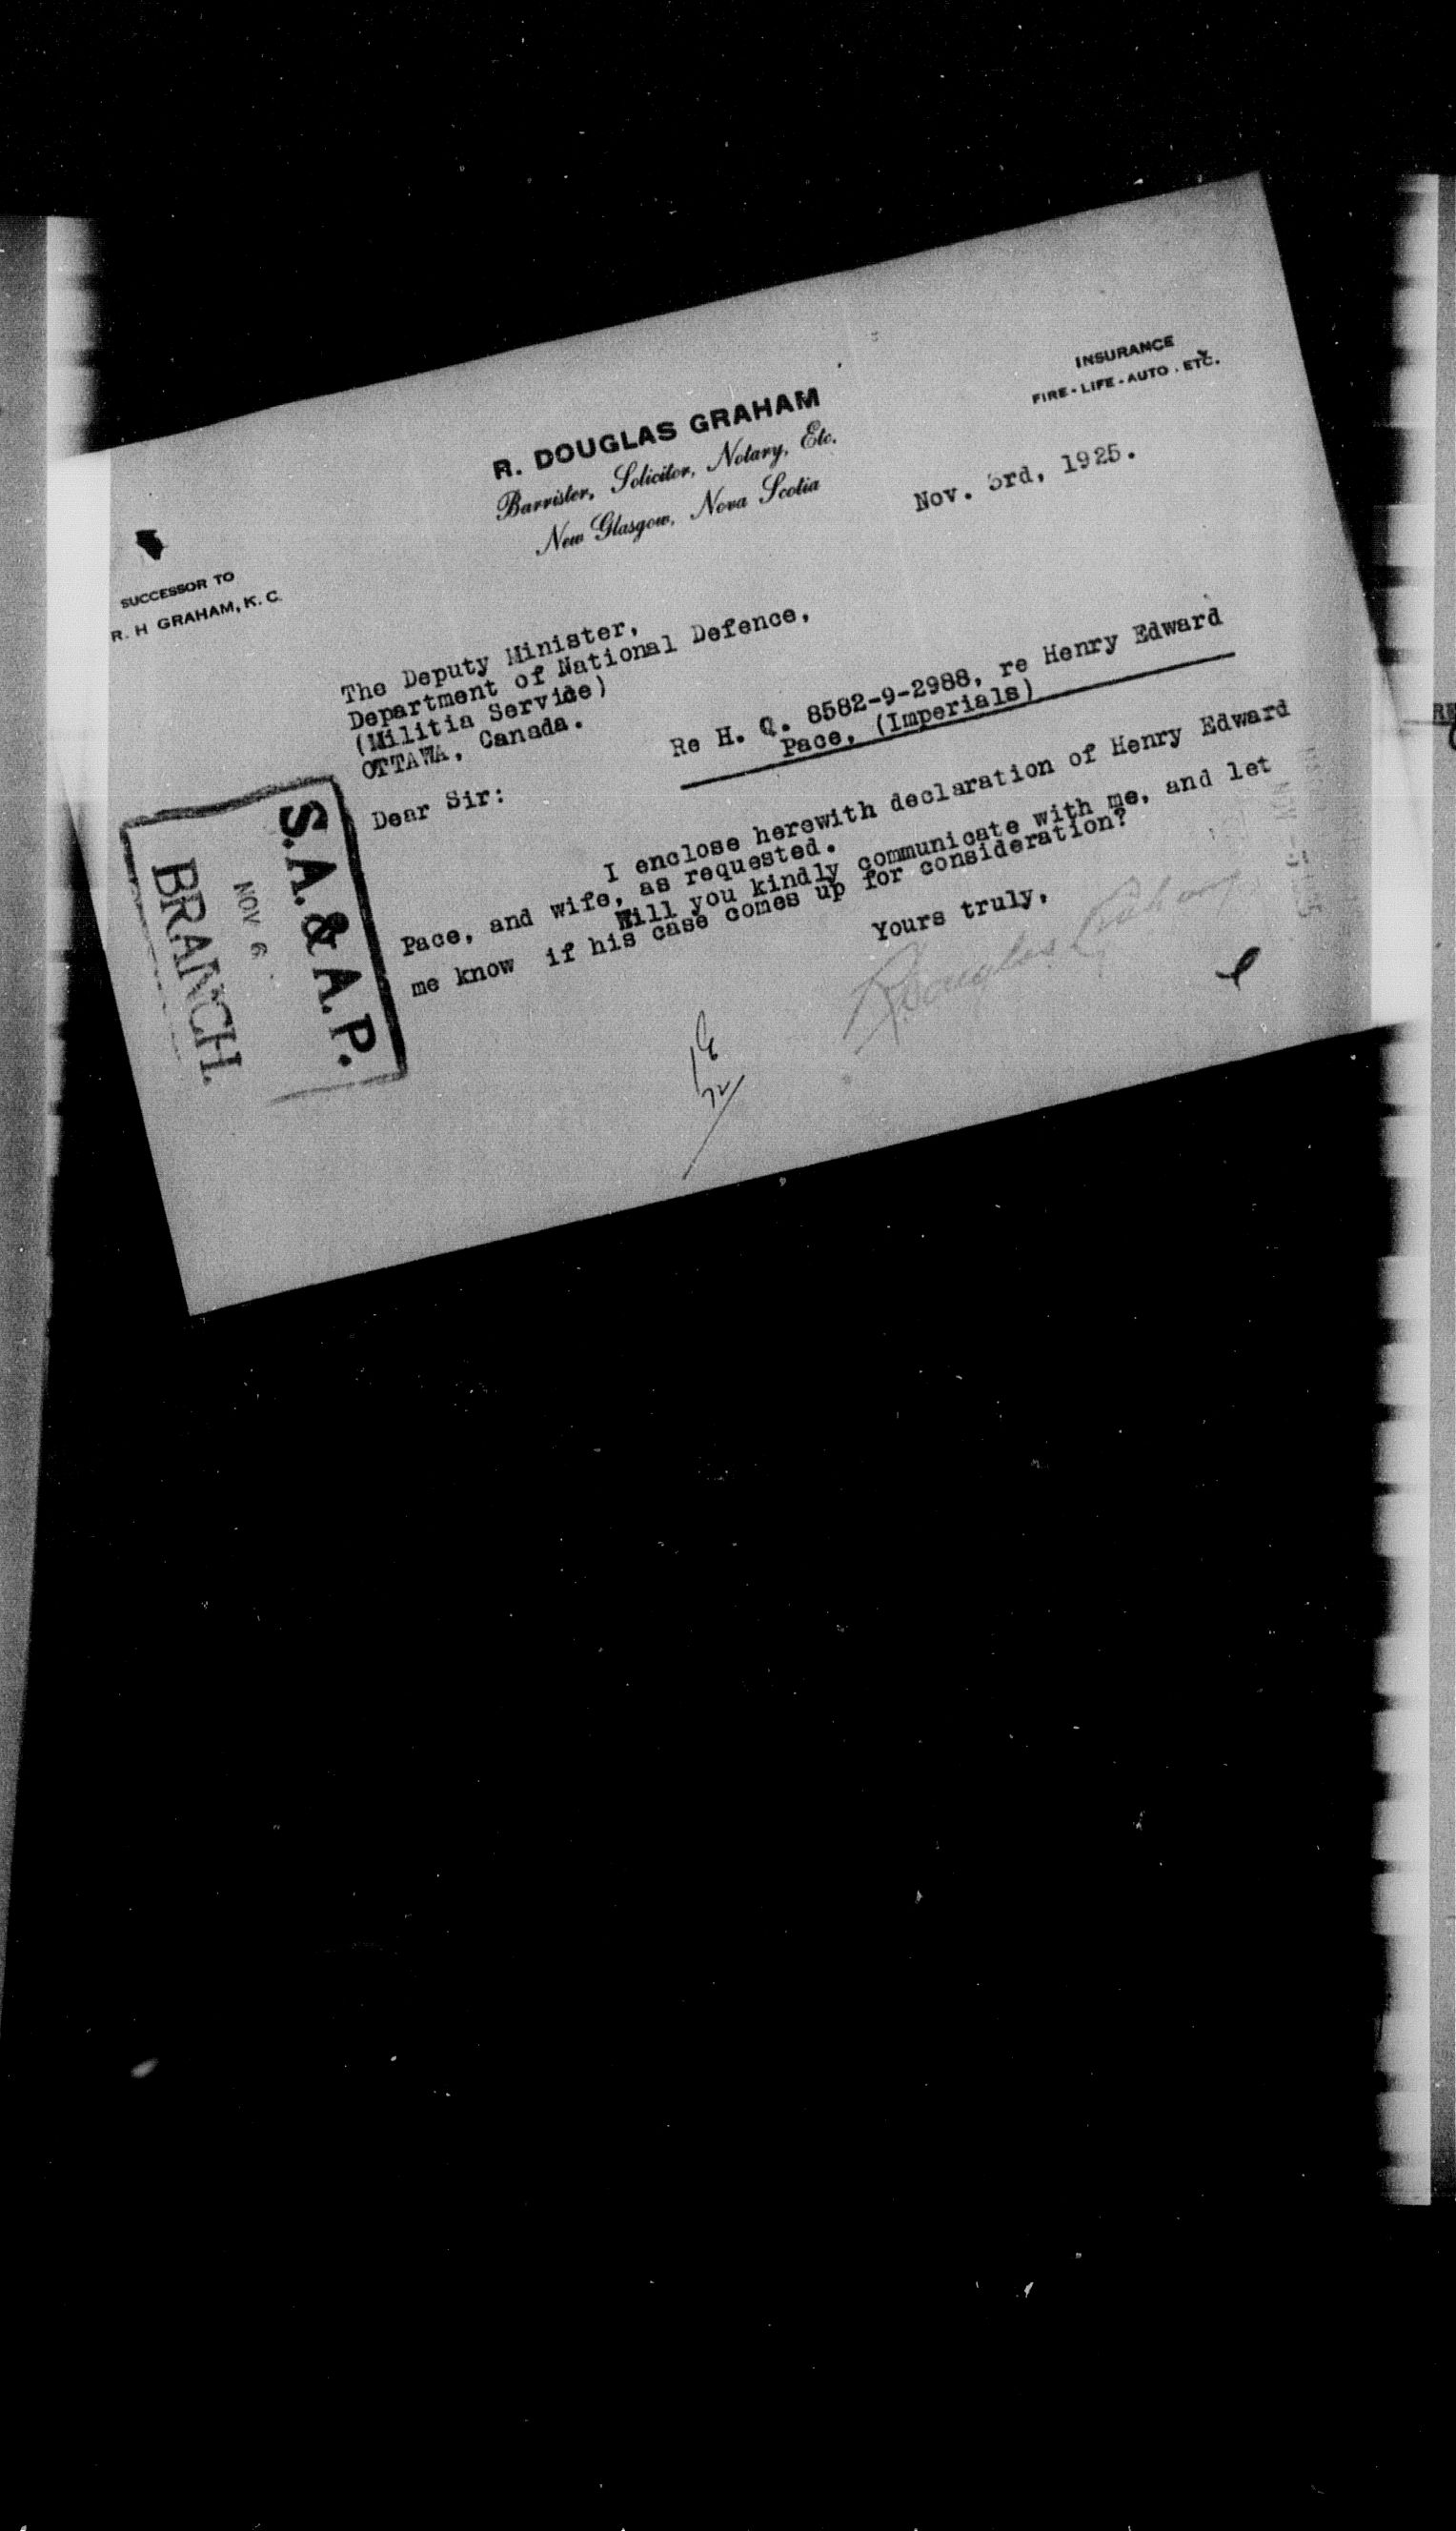 INSURANCE
FIRE - LIFE - AUTO . ETC.
R. DOUGLAS GRAHAM
Barrister, Solicitor, Notary, Etc.
New Glasgow, Nova Scotia
Nov. 3rd, 1925.
SUCCESSOR TO
R. H GRAHAM, K. C.
The Deputy Minister,
Department of National Defence,
(Militia Service)
OTTAWA, Canada.
Re H. Q. 8582-9-2988, re Henry Edward
Pace, (Imperials)
Dear Sir:
I enclose herewith declaration of Henry Edward
Pace, and wife, as requested.
Will you kindly communicate with me, and let
me know if his case comes up for consideration?
Yours truly,
R Douglas Graham
S.A. & A.P.
NOV 6
BRANCH.